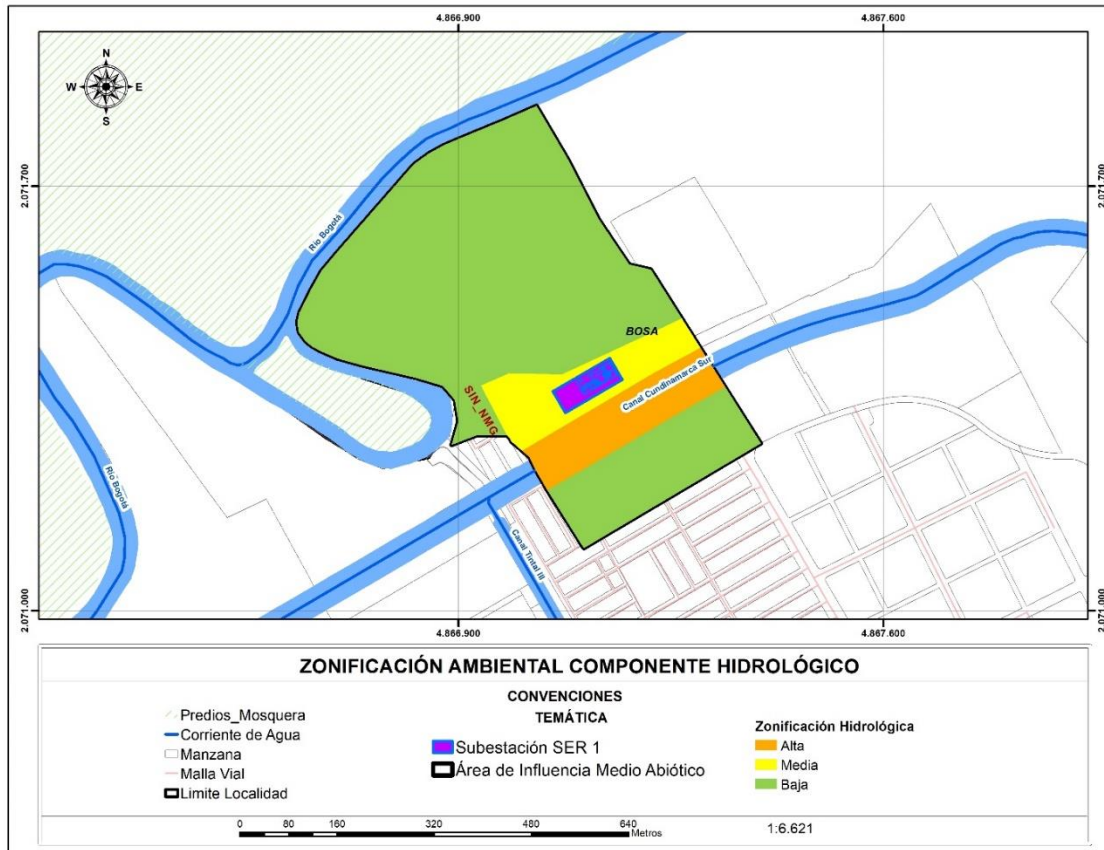 4.866.900
4.867.600
N
W
E
S
2.071.700
2.071.700
Río Bogotá
BOSA
SIN_NMG
Canal Cundinamarca Sur
Río Bogotá
Canal Tintal III
2.071.000
2.071.000
4.866.900
4.867.600
ZONIFICACIÓN AMBIENTAL COMPONENTE HIDROLÓGICO
CONVENCIONES
TEMÁTICA
Predios_Mosquera
Corriente de Agua
Manzana
Malla Vial
Limite Localidad
Subestación SER 1
Área de Influencia Medio Abiótico
Zonificación Hidrológica
Alta
Media
Baja
0 80 160 320 480 640
Metros
1:6.621